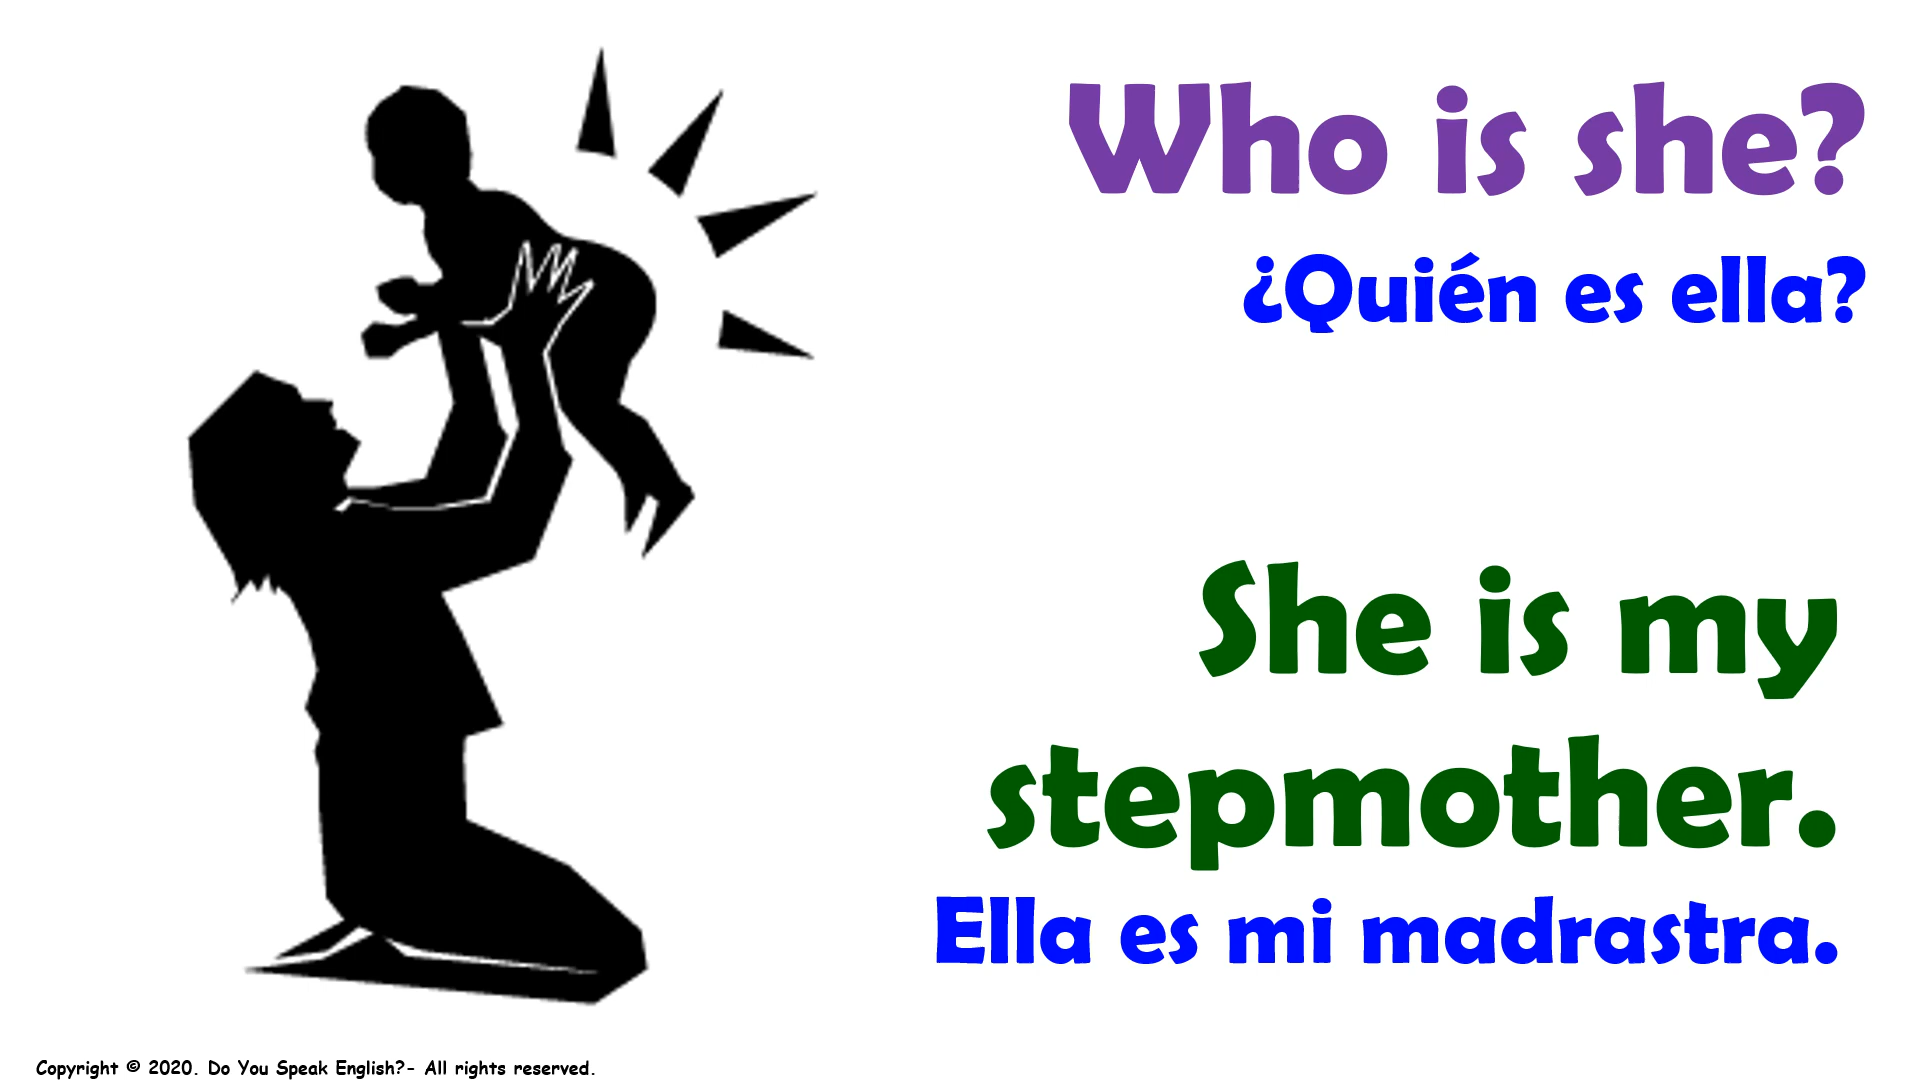 Who is she?
¿Quién es ella?
She is my
stepmother.
Ella es mi madrastra.
Copyright © 2020. Do You Speak English?- All rights reserved.